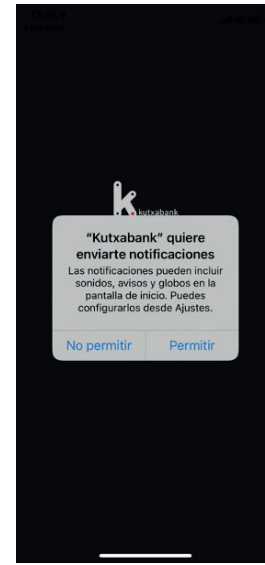 kutxabank
“Kutxabank” quiere
enviarte notificaciones
Las notificaciones pueden incluir
sonidos, avisos y globos en la
pantalla de inicio. Puedes
configurarlos desde Ajustes.
No permitir Permitir